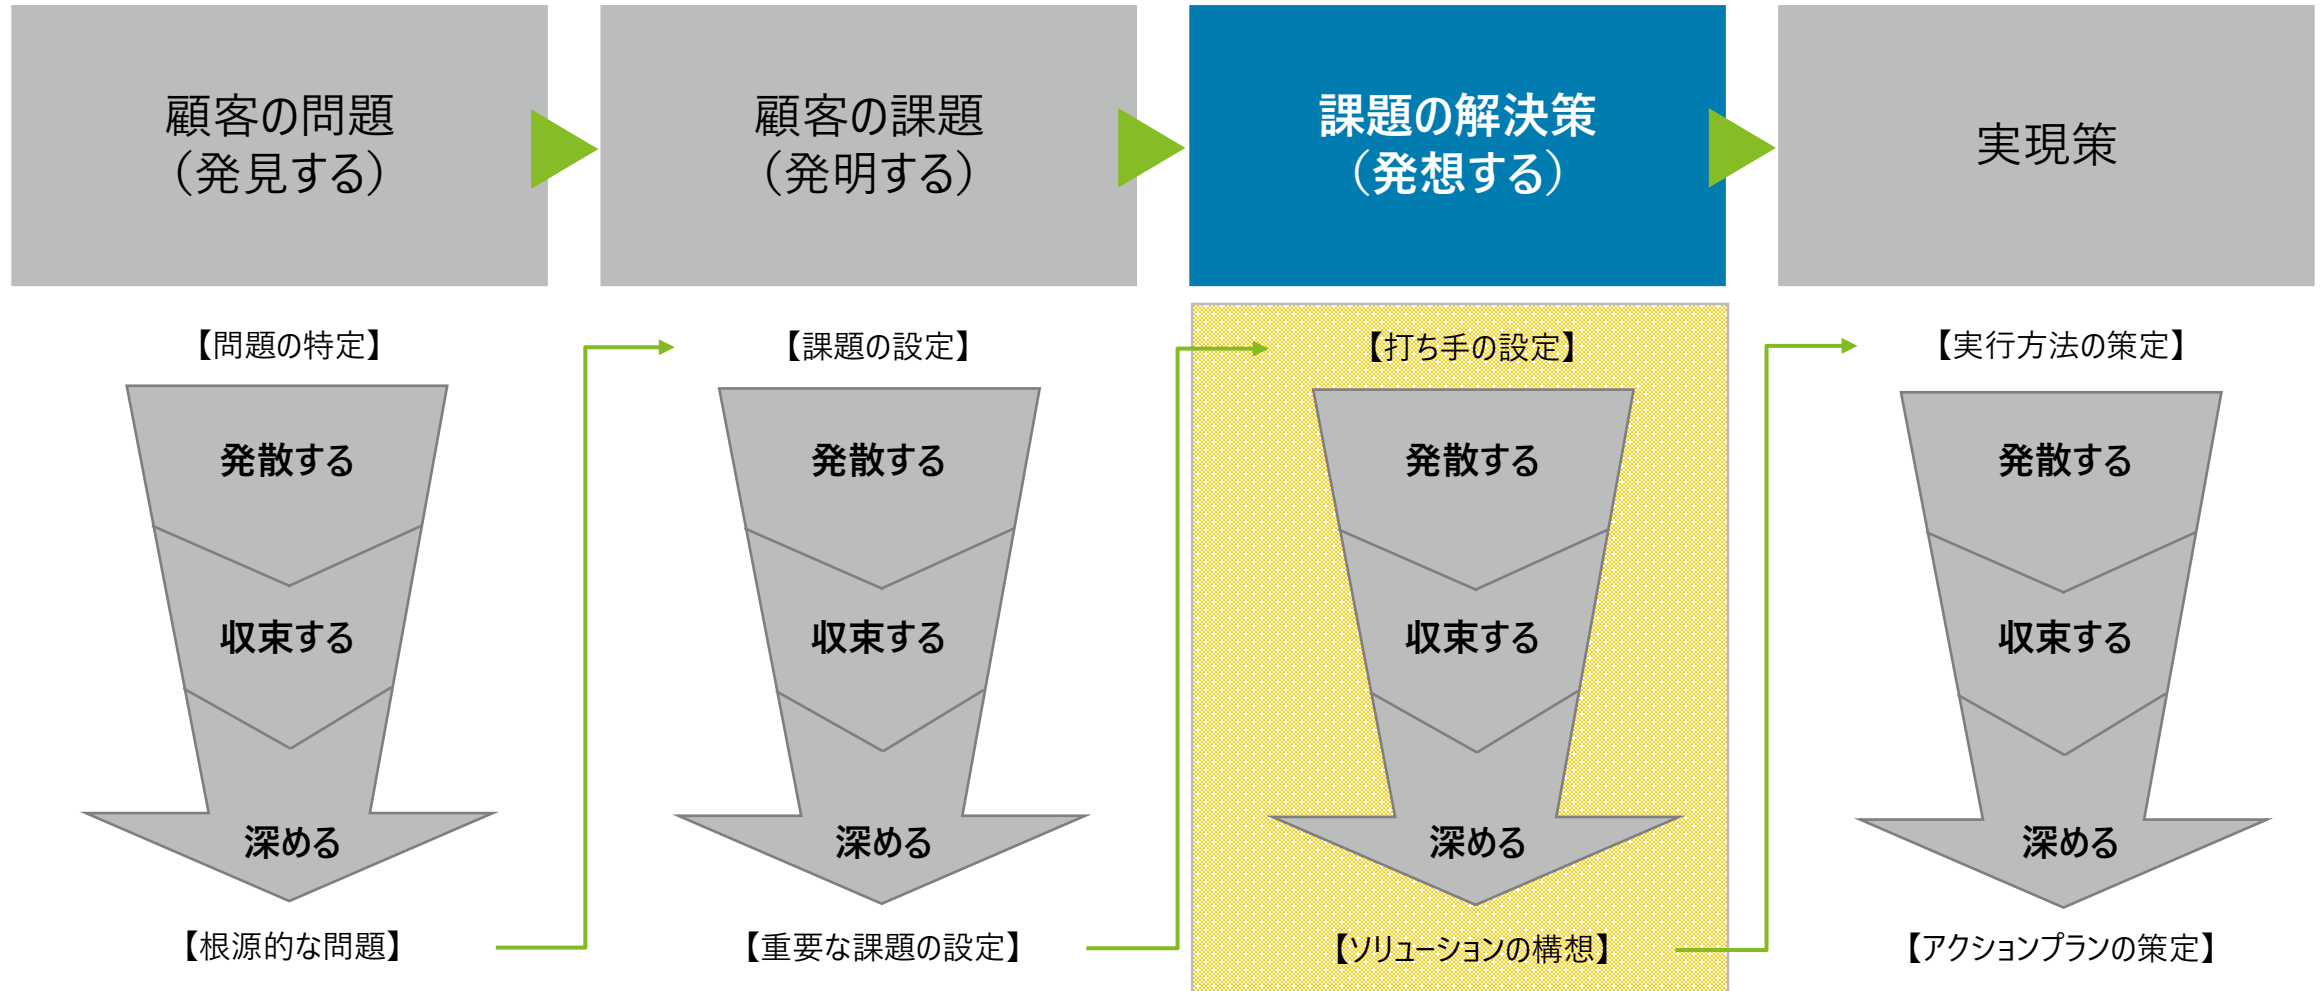 顧客の問題
（発見する）
顧客の課題
（発明する）
課題の解決策
（発想する）
実現策
【問題の特定】
発散する
収束する
深める
【根源的な問題】
【課題の設定】
発散する
収束する
深める
【重要な課題の設定】
【打ち手の設定】
発散する
収束する
深める
【ソリューションの構想】
【実行方法の策定】
発散する
収束する
深める
【アクションプランの策定】